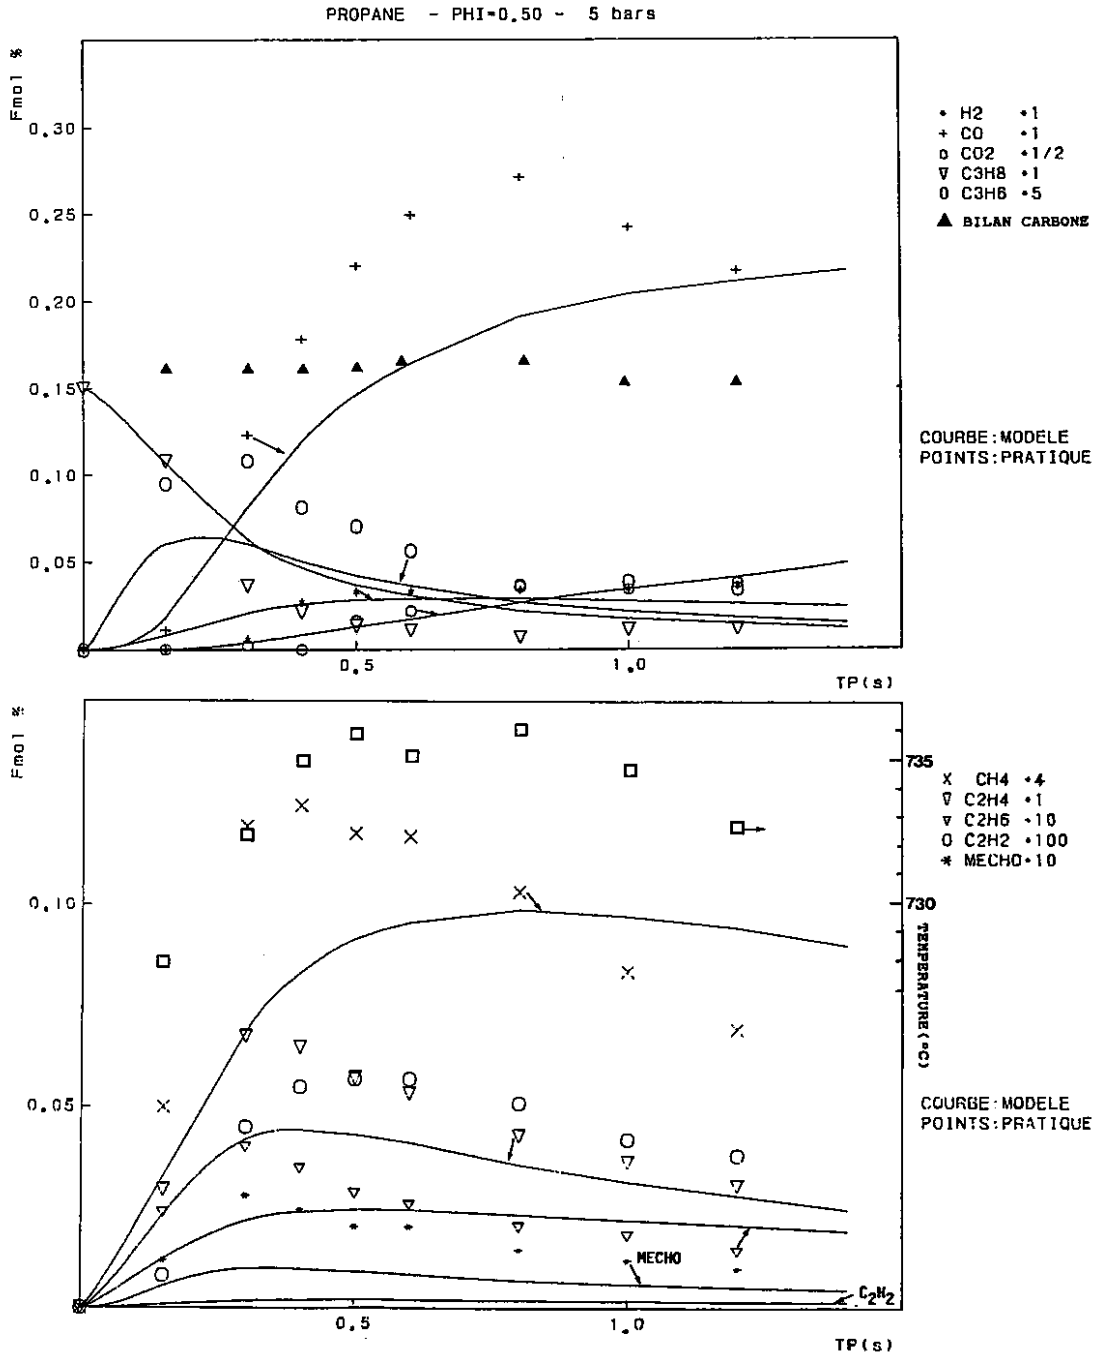 PROPANE - PHI=0.50 - 5 bars
Fmol %
0.30
0.25
0.20
0.15
0.10
0.05
0.5
1.0
TP(s)
* H2 *1
+ CO *1
o CO2 *1/2
▽ C3H8 *1
O C3H6 *5
▲ BILAN CARBONE
COURBE:MODELE
POINTS:PRATIQUE
Fmol %
0.10
0.05
0.5
1.0
TP(s)
735
730
TEMPERATURE(°C)
MECHO
C2H2
X CH4 *4
▽ C2H4 *1
▽ C2H6 *10
O C2H2 *100
* MECHO*10
COURBE:MODELE
POINTS:PRATIQUE